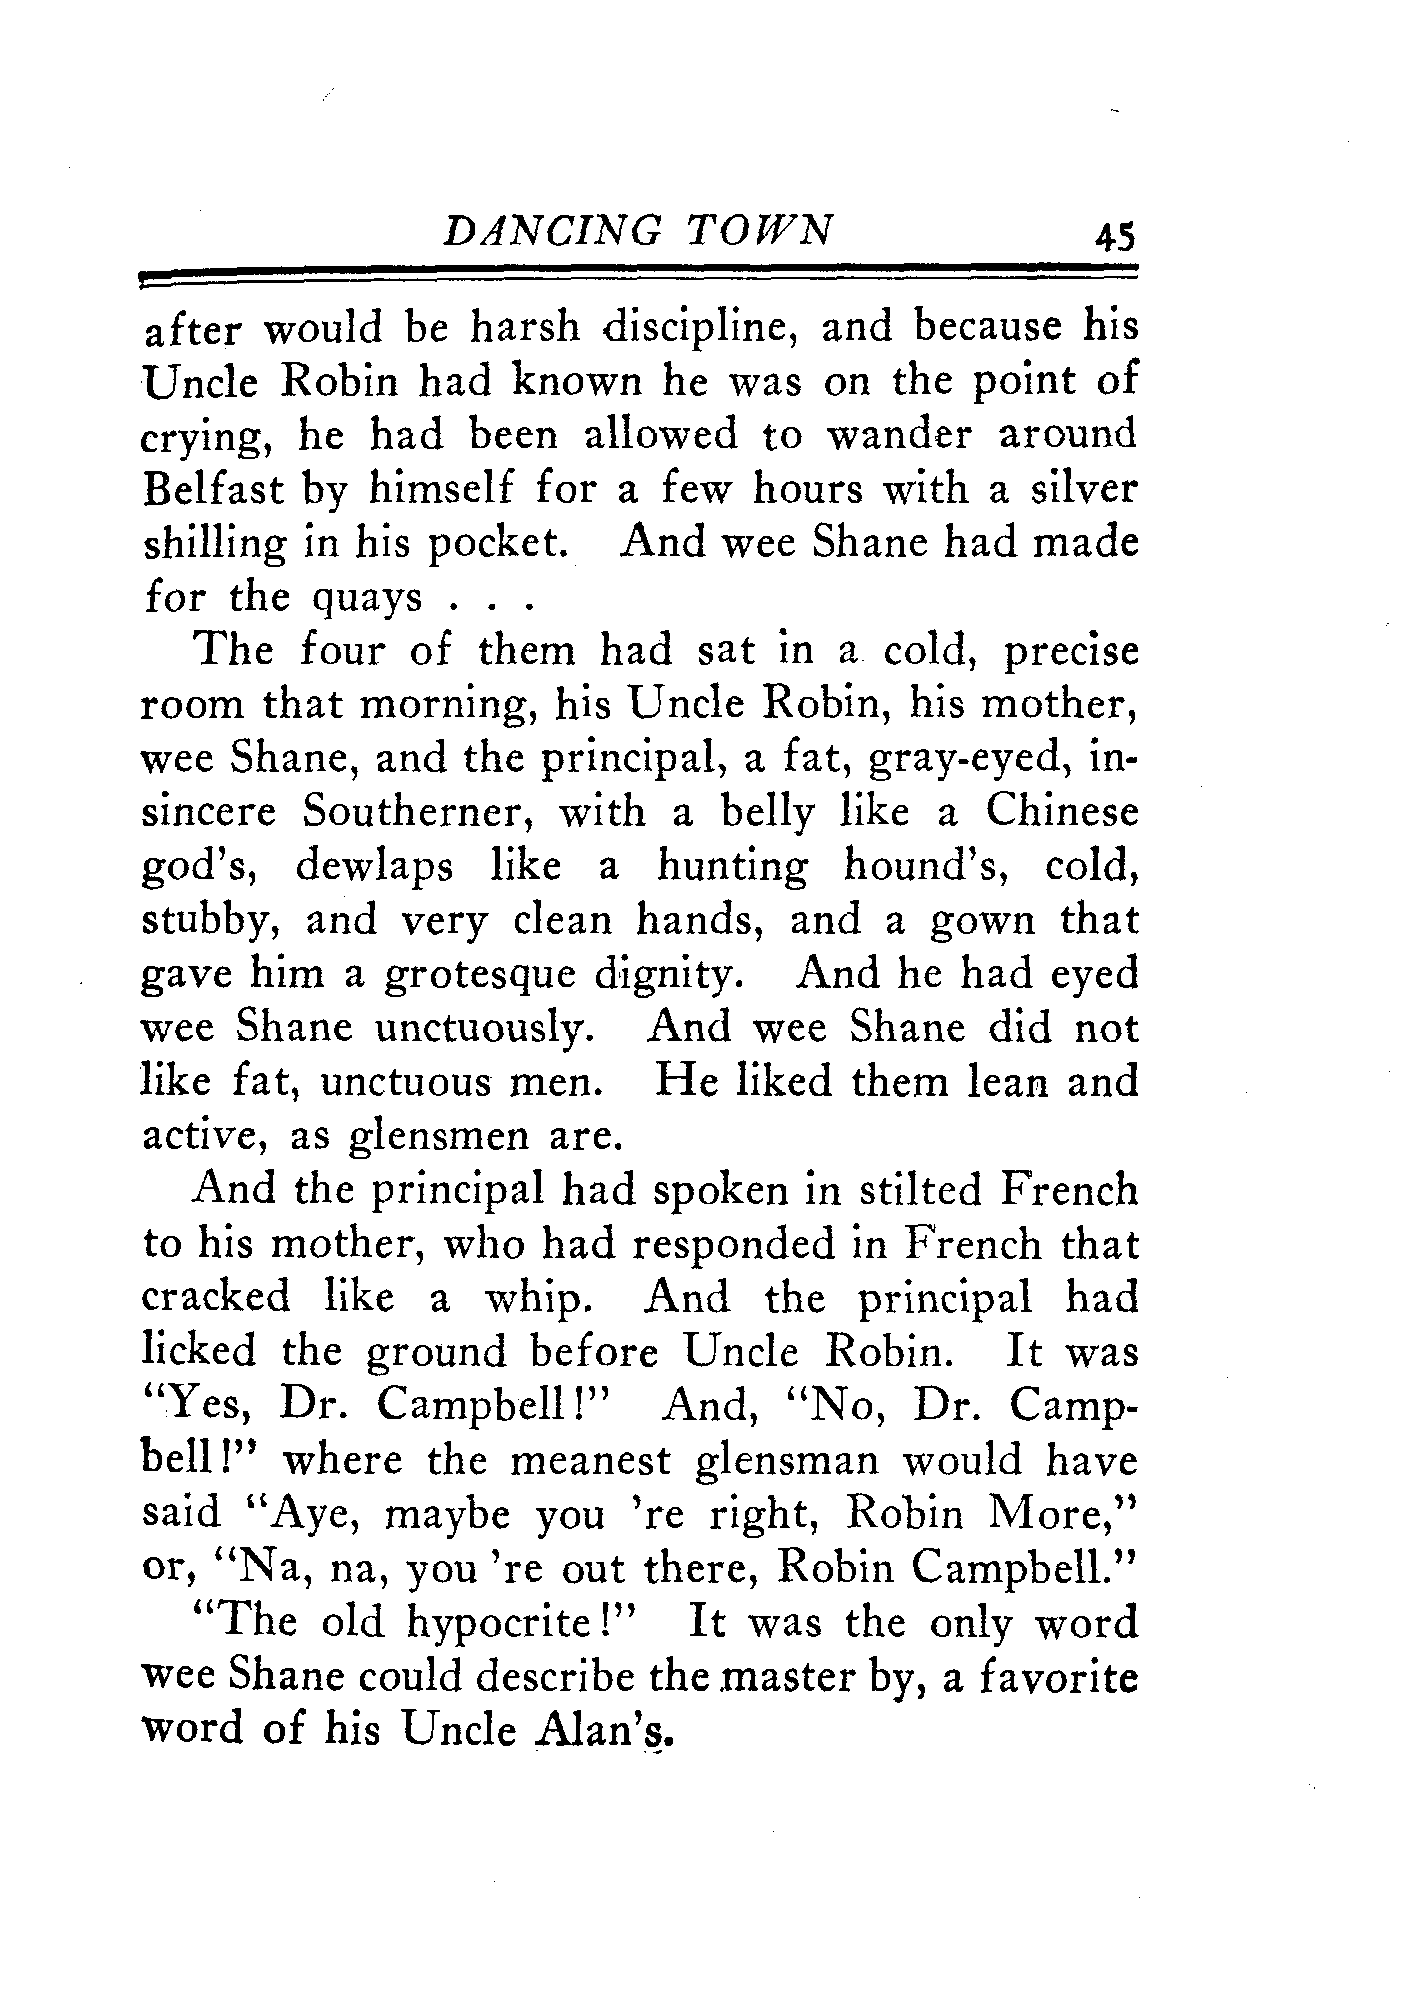 DANCING TOWN 45
after would be harsh discipline, and because his
Uncle Robin had known he was on the point of
crying, he had been allowed to wander around
Belfast by himself for a few hours with a silver
shilling in his pocket. And wee Shane had made
for the quays . . .
The four of them had sat in a cold, precise
room that morning, his Uncle Robin, his mother,
wee Shane, and the principal, a fat, gray-eyed, in-
sincere Southerner, with a belly like a Chinese
god's, dewlaps like a hunting hound's, cold,
stubby, and very clean hands, and a gown that
gave him a grotesque dignity. And he had eyed
wee Shane unctuously. And wee Shane did not
like fat, unctuous men. He liked them lean and
active, as glensmen are.
And the principal had spoken in stilted French
to his mother, who had responded in French that
cracked like a whip. And the principal had
licked the ground before Uncle Robin. It was
"Yes, Dr. Campbell!" And, "No, Dr. Camp-
bell!" where the meanest glensman would have
said "Aye, maybe you 're right, Robin More,"
or, "Na, na, you 're out there, Robin Campbell."
"The old hypocrite!" It was the only word
wee Shane could describe the master by, a favorite
word of his Uncle Alan's.